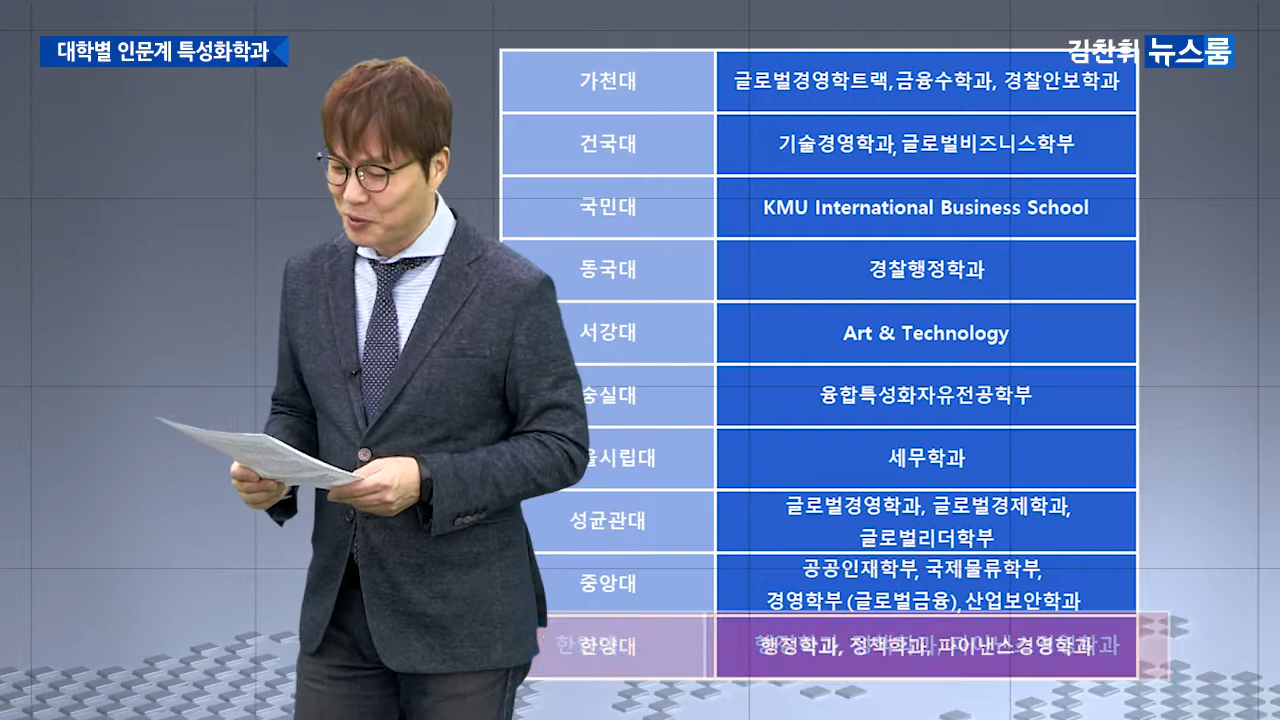 대학별 인문계 특성화학과
김찬휘 뉴스룸
가천대 글로벌경영학트랙,금융수학과, 경찰안보학과
건국대 기술경영학과, 글로벌비즈니스학부
국민대 KMU International Business School
동국대 경찰행정학과
서강대 Art & Technology
숭실대 융합특성화자유전공학부
울시립대 세무학과
성균관대 글로벌경영학과, 글로벌경제학과,
글로벌리더학부
중앙대 공공인재학부, 국제물류학부,
경영학부 (글로벌금융), 산업보안학과
한양대 행정학과, 정책학과, 파이낸스경영학과